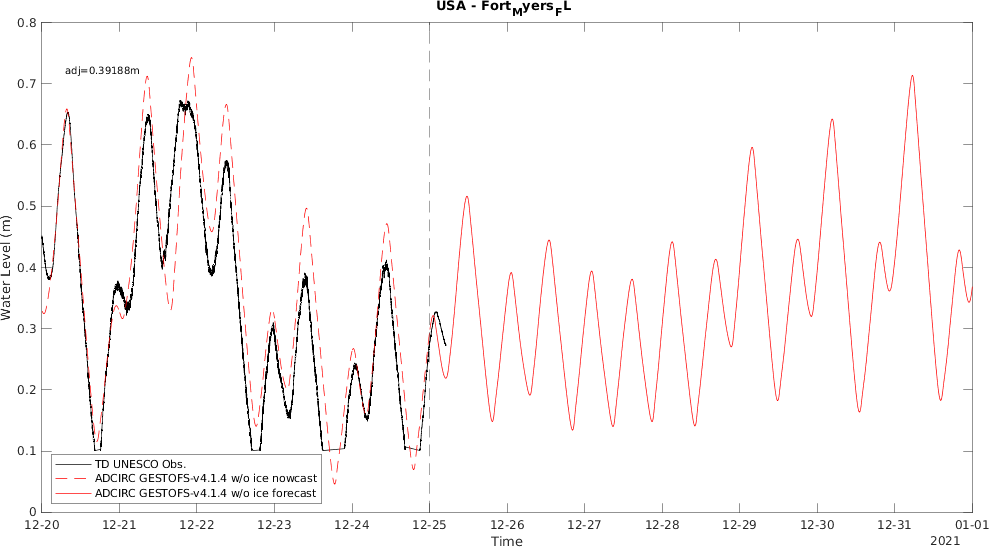 USA - FortMyersFL
adj=0.39188m
0.8
0.7
0.6
0.5
0.4
0.3
0.2
0.1
0
Water Level (m)
TD UNESCO Obs.
ADCIRC GESTOFS-v4.1.4 w/o ice nowcast
ADCIRC GESTOFS-v4.1.4 w/o ice forecast
12-20 12-21 12-22 12-23 12-24 12-25 12-26 12-27 12-28 12-29 12-30 12-31 01-01
Time
2021